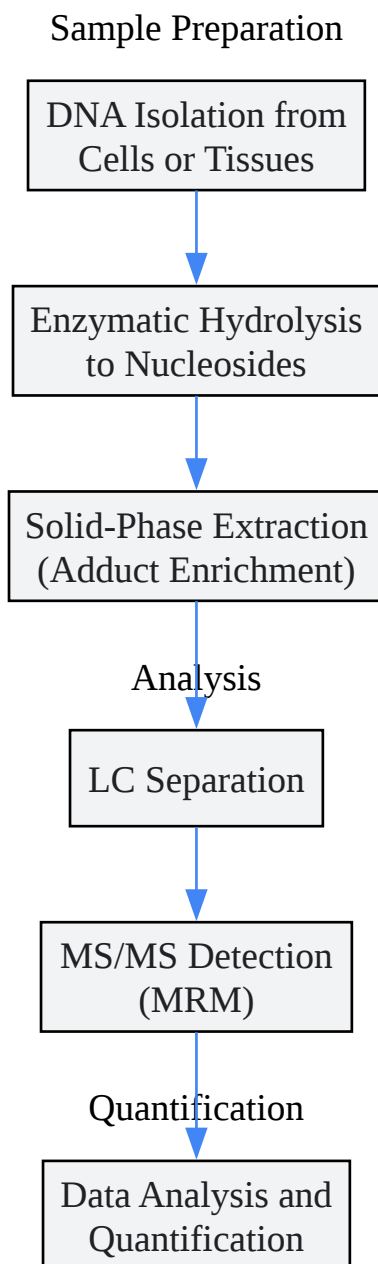 Sample Preparation
DNA Isolation from
Cells or Tissues
Enzymatic Hydrolysis
to Nucleosides
Solid-Phase Extraction
(Adduct Enrichment)
Analysis
LC Separation
MS/MS Detection
(MRM)
Quantification
Data Analysis and
Quantification